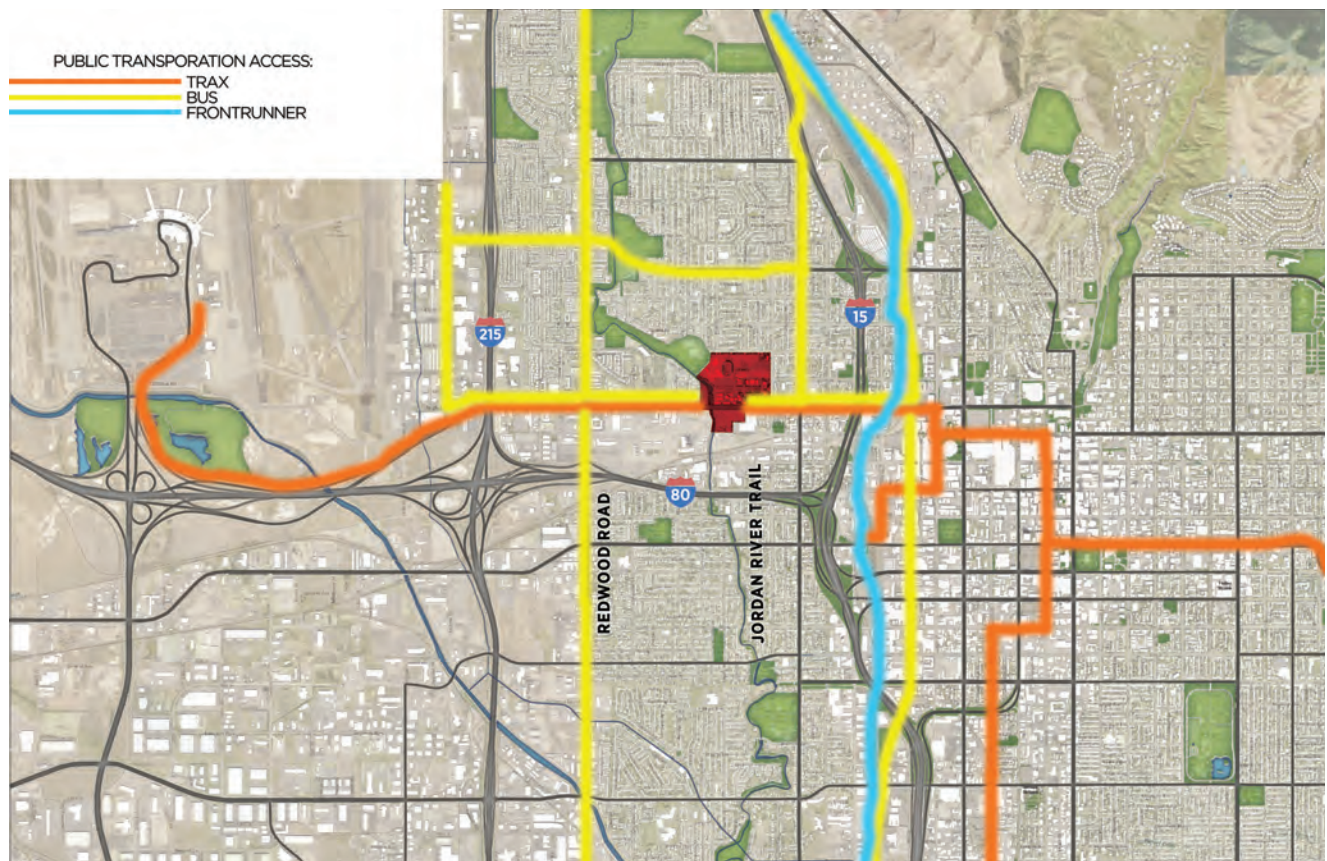 PUBLIC TRANSPORATION ACCESS:
TRAX
BUS
FRONTRUNNER
215
15
80
REDWOOD ROAD
JORDAN RIVER TRAIL